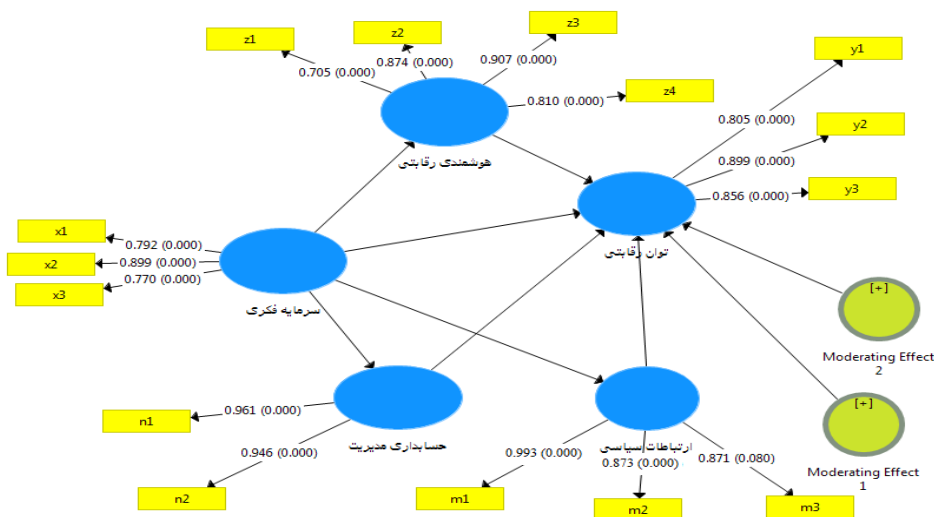 z1
z2
z3
y1
0.705 (0.000)
0.874 (0.000)
0.907 (0.000)
0.810 (0.000)
z4
0.805 (0.000)
y2
هوشمندی رقابتی
0.899 (0.000)
0.856 (0.000)
y3
x1
0.792 (0.000)
x2
0.899 (0.000)
x3
0.770 (0.000)
توان رقابتی
سرمایه فکری
[+]
Moderating Effect
2
n1
0.961 (0.000)
حسابداری مدیریت
0.946 (0.000)
n2
ارتباطات سیاسی
0.993 (0.000)
0.873 (0.000)
0.871 (0.080)
m1
m2
m3
[+]
Moderating Effect
1